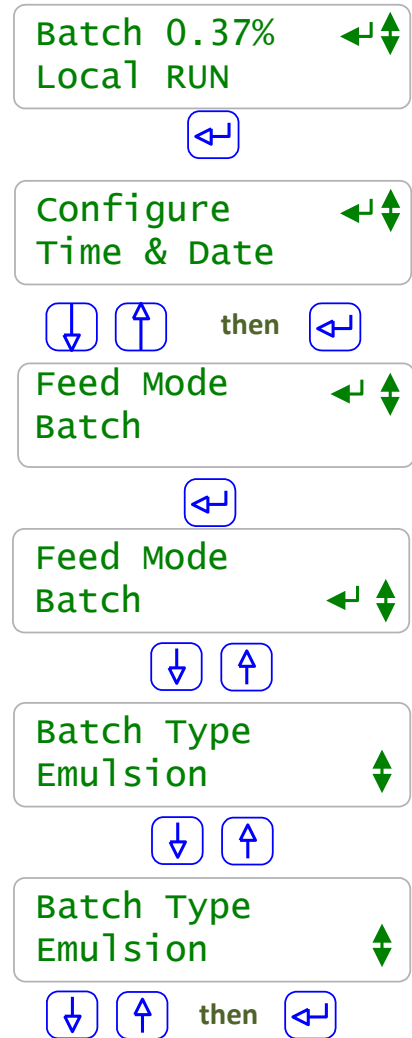 Batch 0.37%
Local RUN
Configure
Time & Date
then
Feed Mode
Batch
Feed Mode
Batch
Batch Type
Emulsion
Batch Type
Emulsion
then